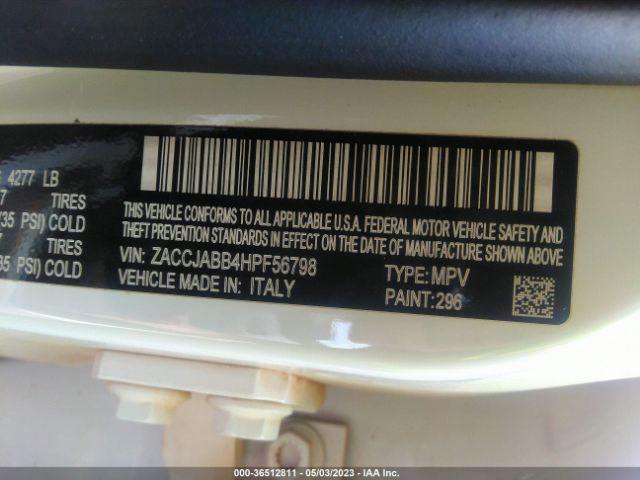 4277 LB
TIRES
(35 PSI) COLD
TIRES
35 PSI) COLD
THIS VEHICLE CONFORMS TO ALL APPLICABLE U.S.A. FEDERAL MOTOR VEHICLE SAFETY AND
THEFT PREVENTION STANDARDS IN EFFECT ON THE DATE OF MANUFACTURE SHOWN ABOVE
VIN: ZACCJABB4HPF56798 TYPE: MPV
VEHICLE MADE IN: ITALY PAINT: 296
000-36512811 - 05/03/2023 - IAA Inc.